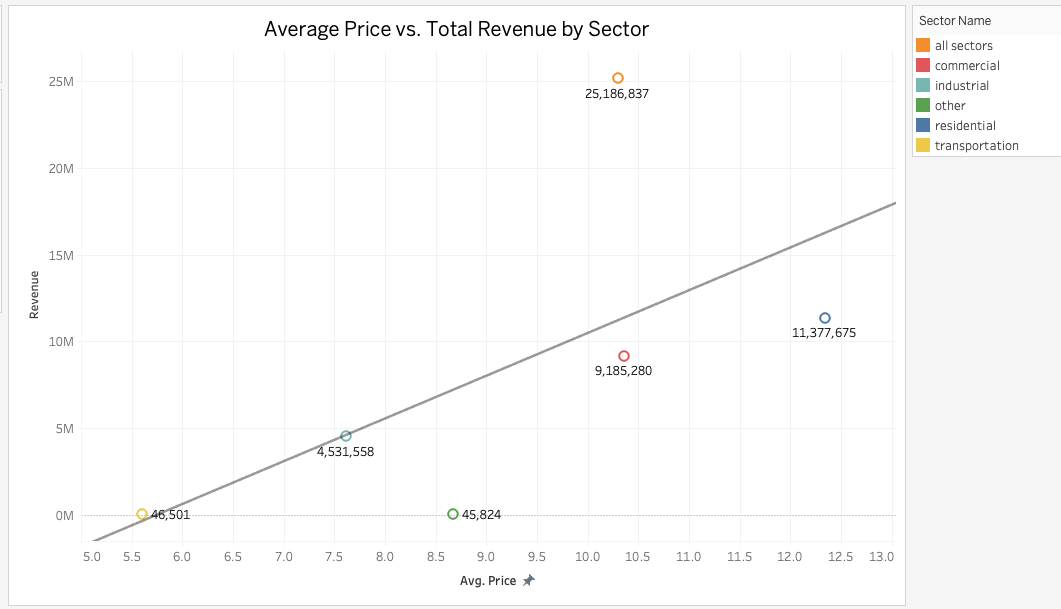 Average Price vs. Total Revenue by Sector
Sector Name
all sectors
commercial
industrial
other
residential
transportation
25M
20M
15M
10M
5M
0M
Revenue
25,186,837
11,377,675
9,185,280
4,531,558
46,501
45,824
5.0 5.5 6.0 6.5 7.0 7.5 8.0 8.5 9.0 9.5 10.0 10.5 11.0 11.5 12.0 12.5 13.0
Avg. Price